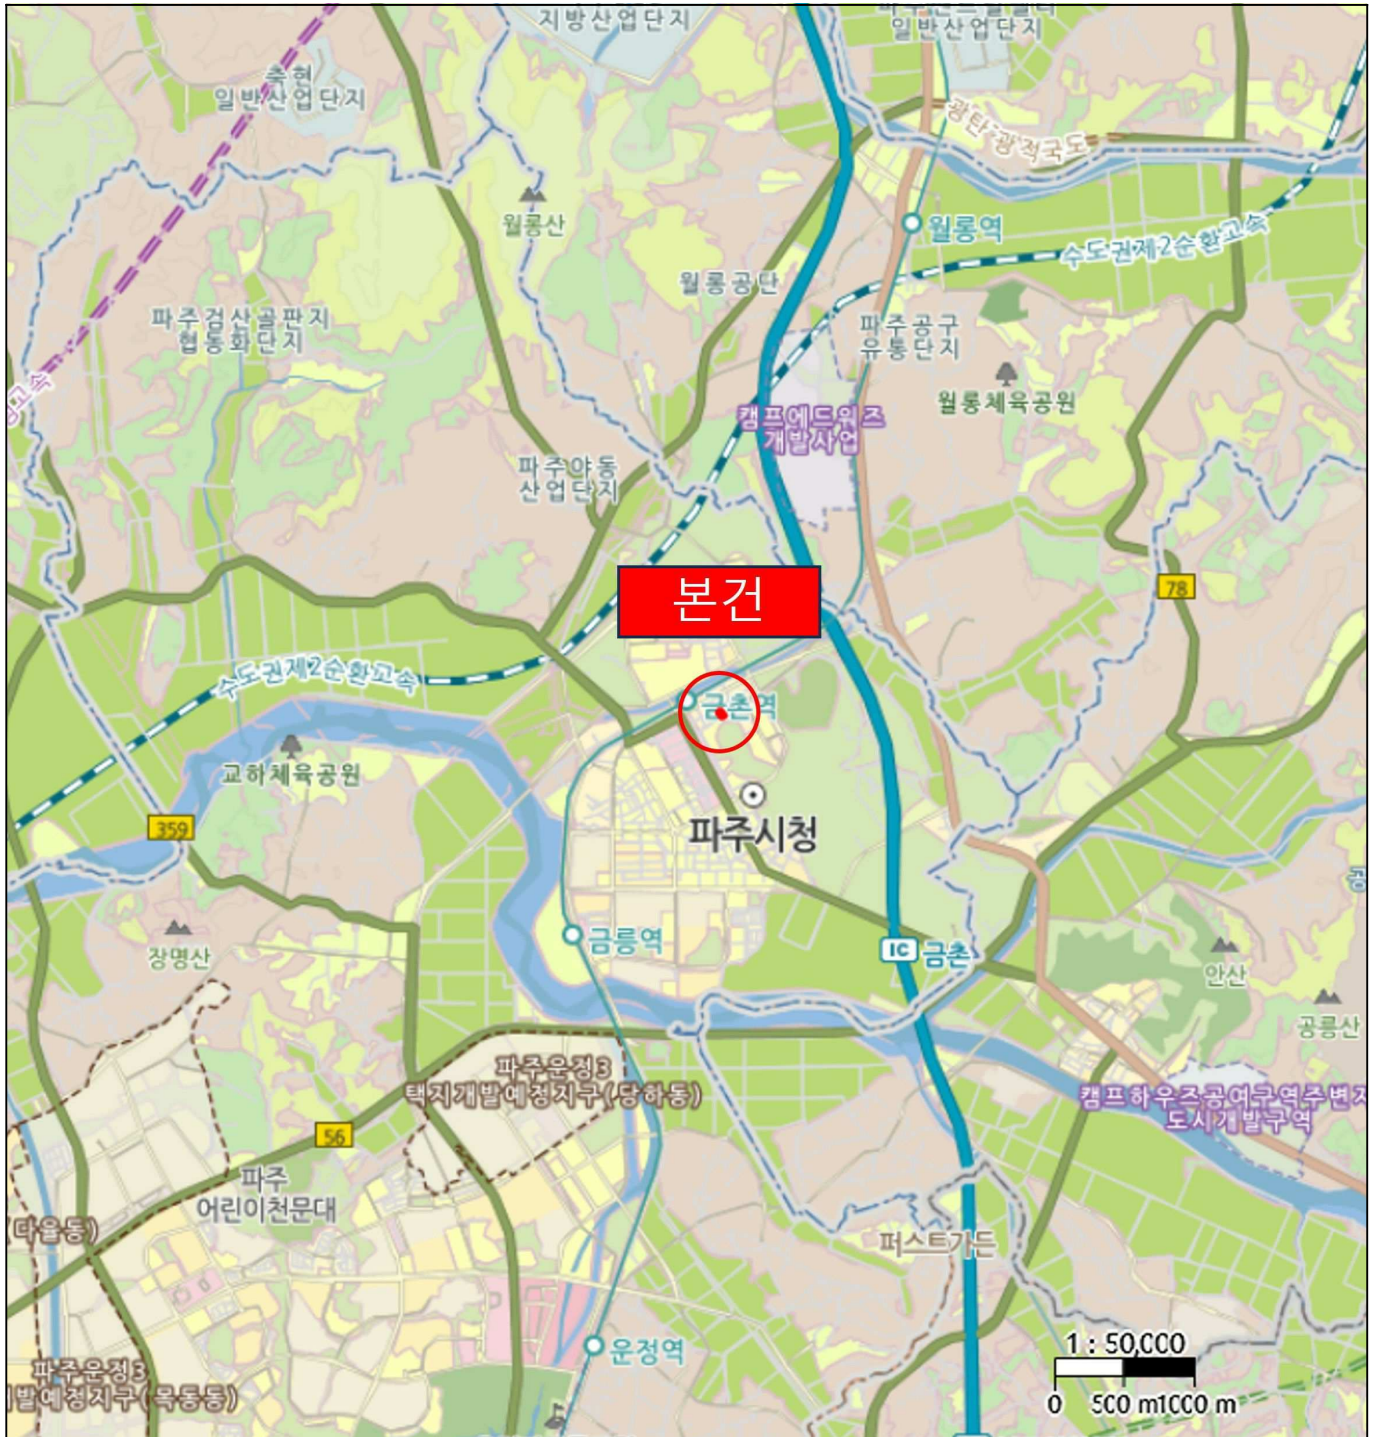 지방산업단지
일반산업단지
축현
일반산업단지
광탄-광적국도
월롱산
월롱역
수도권제2순환고속
월롱공단
파주검산골판지
협동화단지
파주공구
유통단지
월롱체육공원
캠프에드워즈
개발사업
파주야동
산업단지
본건
78
수도권제2순환고속
금촌역
교하체육공원
359
파주시청
금릉역
IC 금촌
장명산
안산
공릉산
파주운정3
택지개발예정지구(당하동)
캠프하우즈공여구역주변지
도시개발구역
56
파주
어린이천문대
(다율동)
퍼스트가든
운정역
파주운정3
발예정지구(목동동)
1 : 50,000
0 500 m1000 m